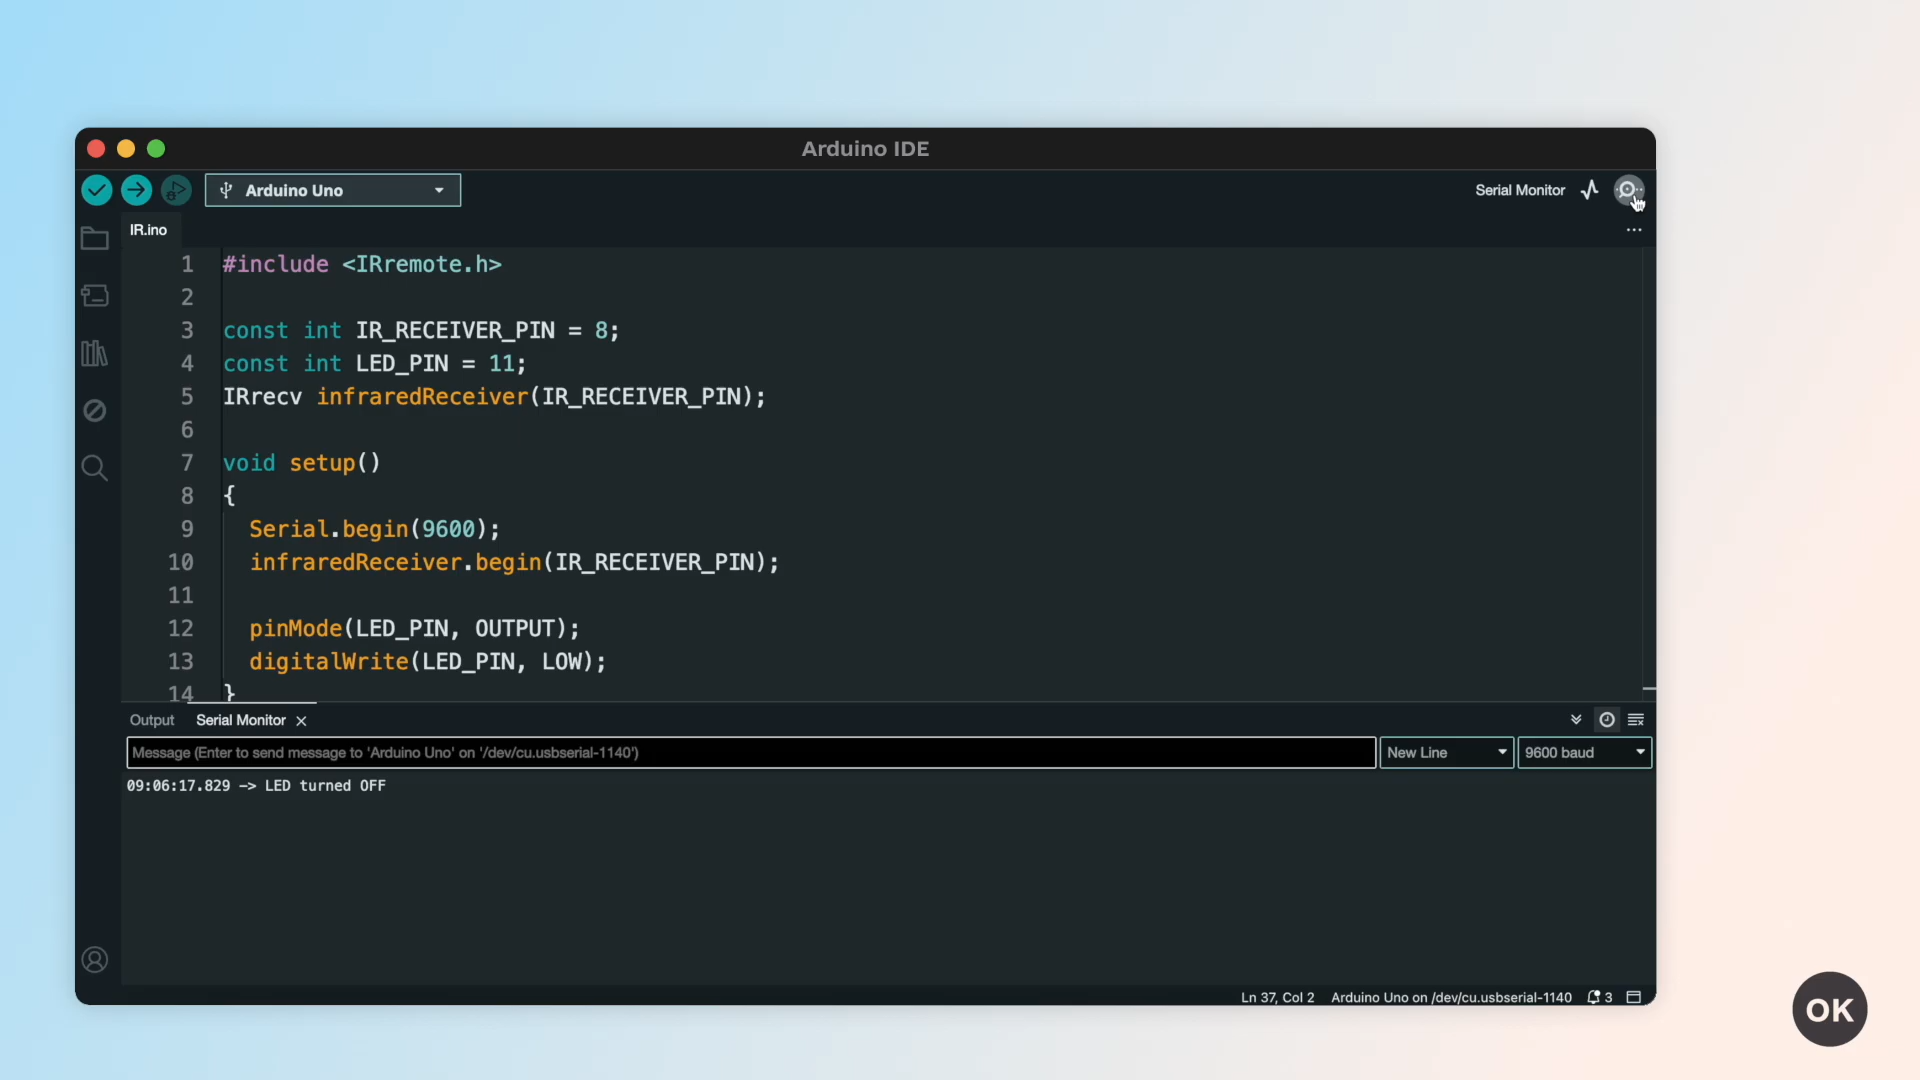 Arduino IDE
Arduino Uno
Serial Monitor
IR.ino
1 #include <IRremote.h>
2
3 const int IR_RECEIVER_PIN = 8;
4 const int LED_PIN = 11;
5 IRrecv infraredReceiver(IR_RECEIVER_PIN);
6
7 void setup()
8 {
9 Serial.begin(9600);
10 infraredReceiver.begin(IR_RECEIVER_PIN);
11
12 pinMode(LED_PIN, OUTPUT);
13 digitalWrite(LED_PIN, LOW);
14 }
Output Serial Monitor
Message (Enter to send message to 'Arduino Uno' on '/dev/cu.usbserial-1140') New Line 9600 baud
09:06:17.829 -> LED turned OFF
Ln 37, Col 2 Arduino Uno on /dev/cu.usbserial-1140 3
OK